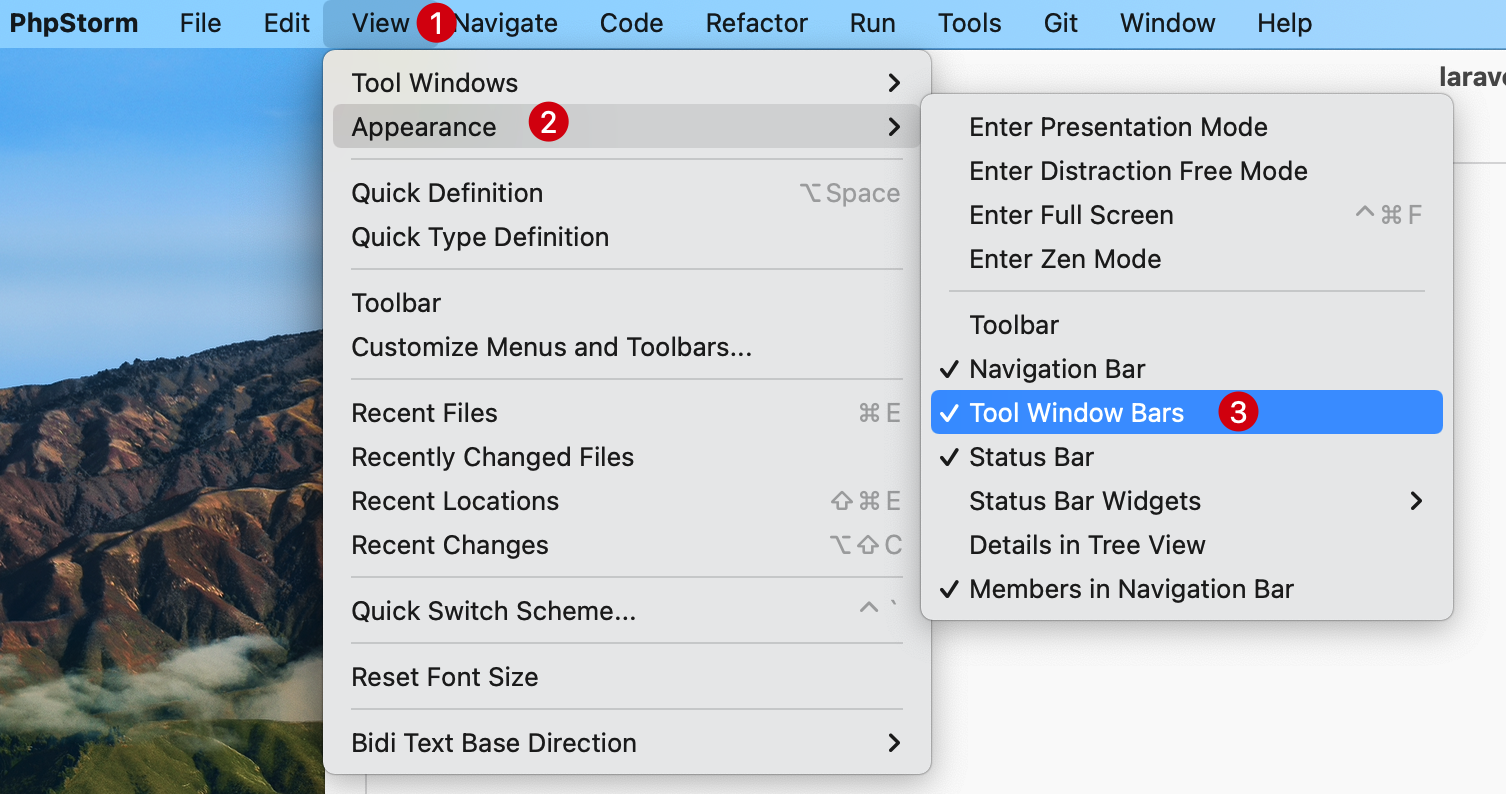 PhpStorm File Edit View 1 Navigate Code Refactor Run Tools Git Window Help
Tool Windows
Appearance 2
Quick Definition ⌥Space
Quick Type Definition
Toolbar
Customize Menus and Toolbars...
Recent Files ⌘E
Recently Changed Files
Recent Locations ⇧⌘E
Recent Changes ⌥⇧C
Quick Switch Scheme... ^`
Reset Font Size
Bidi Text Base Direction
larav
Enter Presentation Mode
Enter Distraction Free Mode
Enter Full Screen ^⌘F
Enter Zen Mode
Toolbar
✓ Navigation Bar
✓ Tool Window Bars 3
✓ Status Bar
Status Bar Widgets
Details in Tree View
✓ Members in Navigation Bar